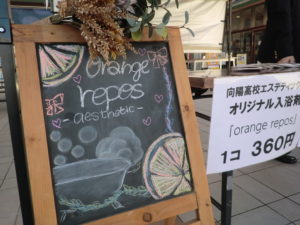 Orange
repos
- aesthetic -
向陽高校エステティ
オリジナル入浴剤
「orange repos」
1コ 360円